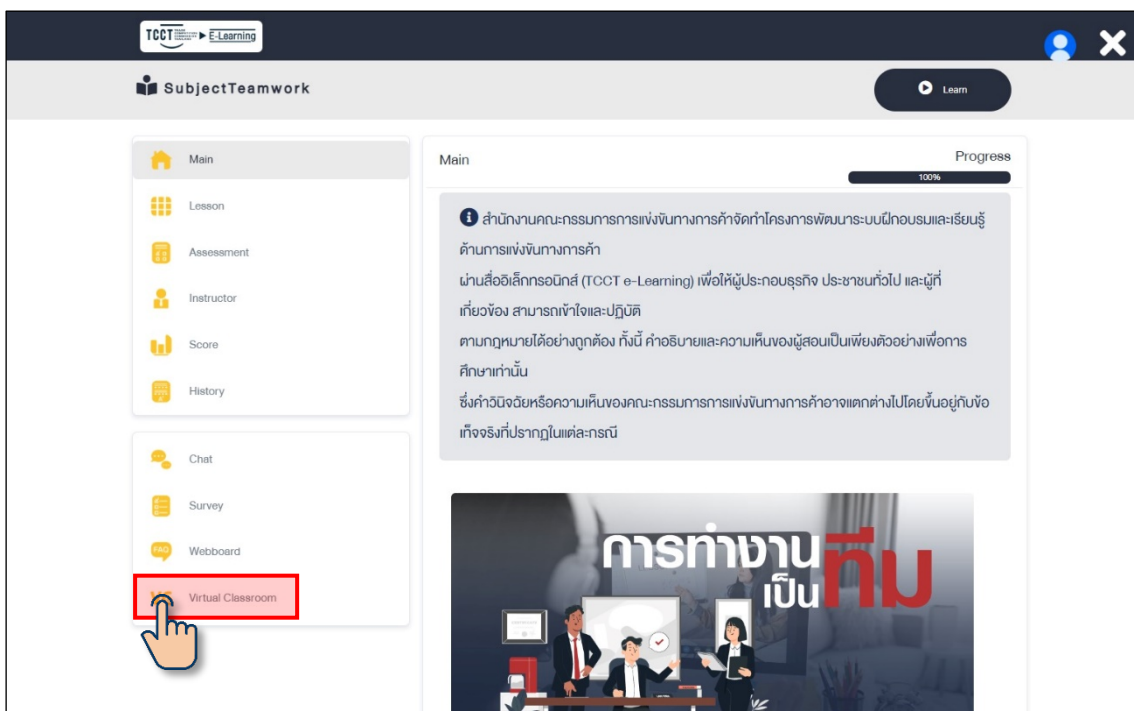 TCCT E-Learning
SubjectTeamwork
Learn
Main
Lesson
Assessment
Instructor
Score
History
Chat
Survey
FAQ Webboard
Virtual Classroom
Main
Progress
100%
สำนักงานคณะกรรมการการแข่งขันทางการค้าจัดทำโครงการพัฒนาระบบฝึกอบรมและเรียนรู้
ด้านการแข่งขันทางการค้า
ผ่านสื่ออิเล็กทรอนิกส์ (TCCT e-Learning) เพื่อให้ผู้ประกอบธุรกิจ ประชาชนทั่วไป และผู้ที่
เกี่ยวข้อง สามารถเข้าใจและปฏิบัติ
ตามกฎหมายได้อย่างถูกต้อง ทั้งนี้ คำอธิบายและความเห็นของผู้สอนเป็นเพียงตัวอย่างเพื่อการ
ศึกษาเท่านั้น
ซึ่งคำวินิจฉัยหรือความเห็นของคณะกรรมการการแข่งขันทางการค้าอาจแตกต่างไปโดยขึ้นอยู่กับข้อ
เท็จจริงที่ปรากฏในแต่ละกรณี
การทำงาน
เป็นทีม